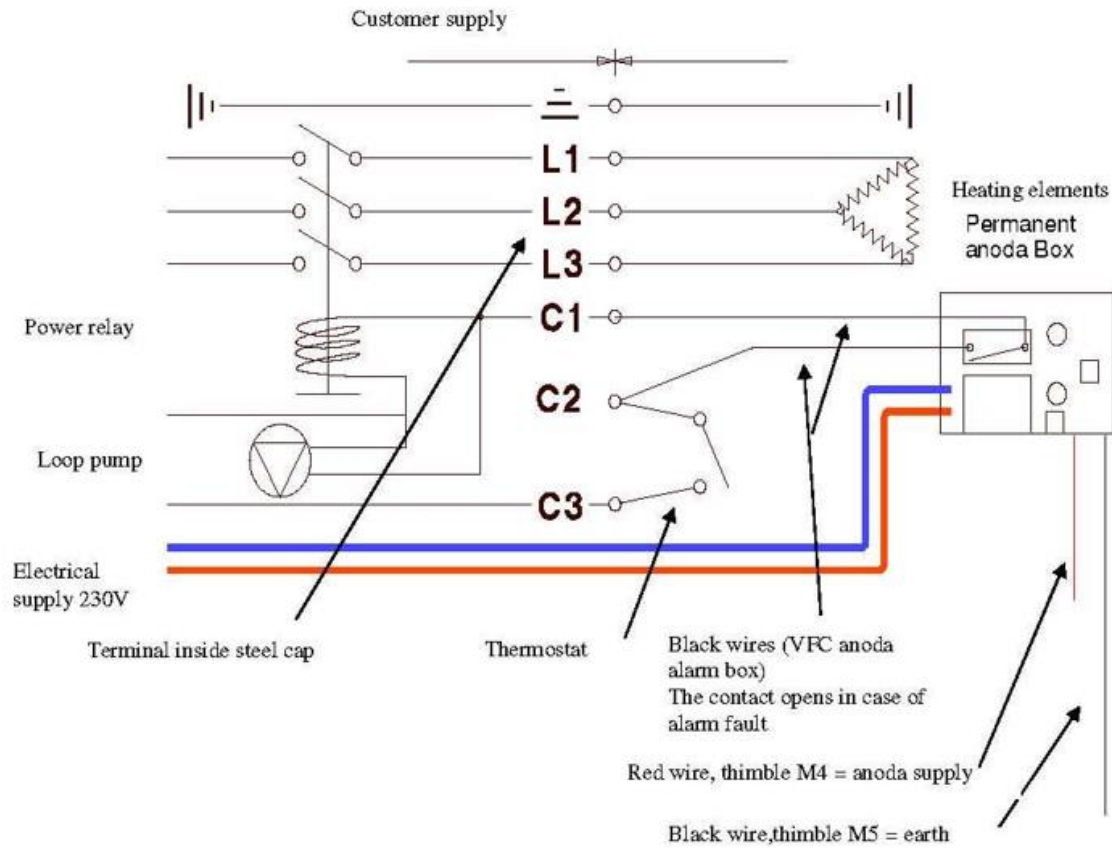 Customer supply
L1
L2
L3
C1
C2
C3
Heating elements
Permanent
anoda Box
Power relay
Loop pump
Electrical
supply 230V
Terminal inside steel cap
Thermostat
Black wires (VFC anoda
alarm box)
The contact opens in case of
alarm fault
Red wire, thimble M4 = anoda supply
Black wire,thimble M5 = earth